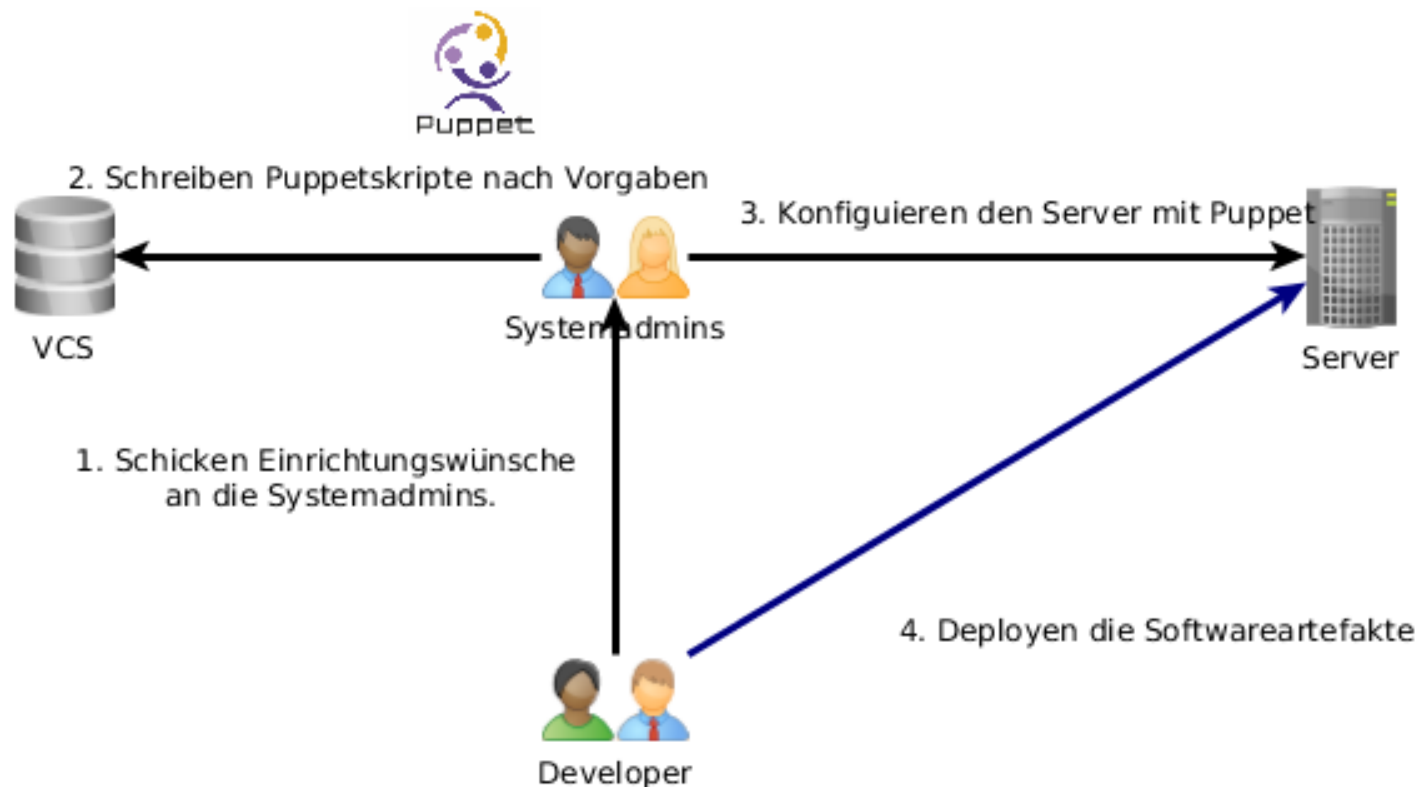 Puppet
2. Schreiben Puppetskripte nach Vorgaben
3. Konfiguieren den Server mit Puppet
Systemadmins
VCS
Server
1. Schicken Einrichtungswünsche
an die Systemadmins.
4. Deployen die Softwareartefakte
Developer